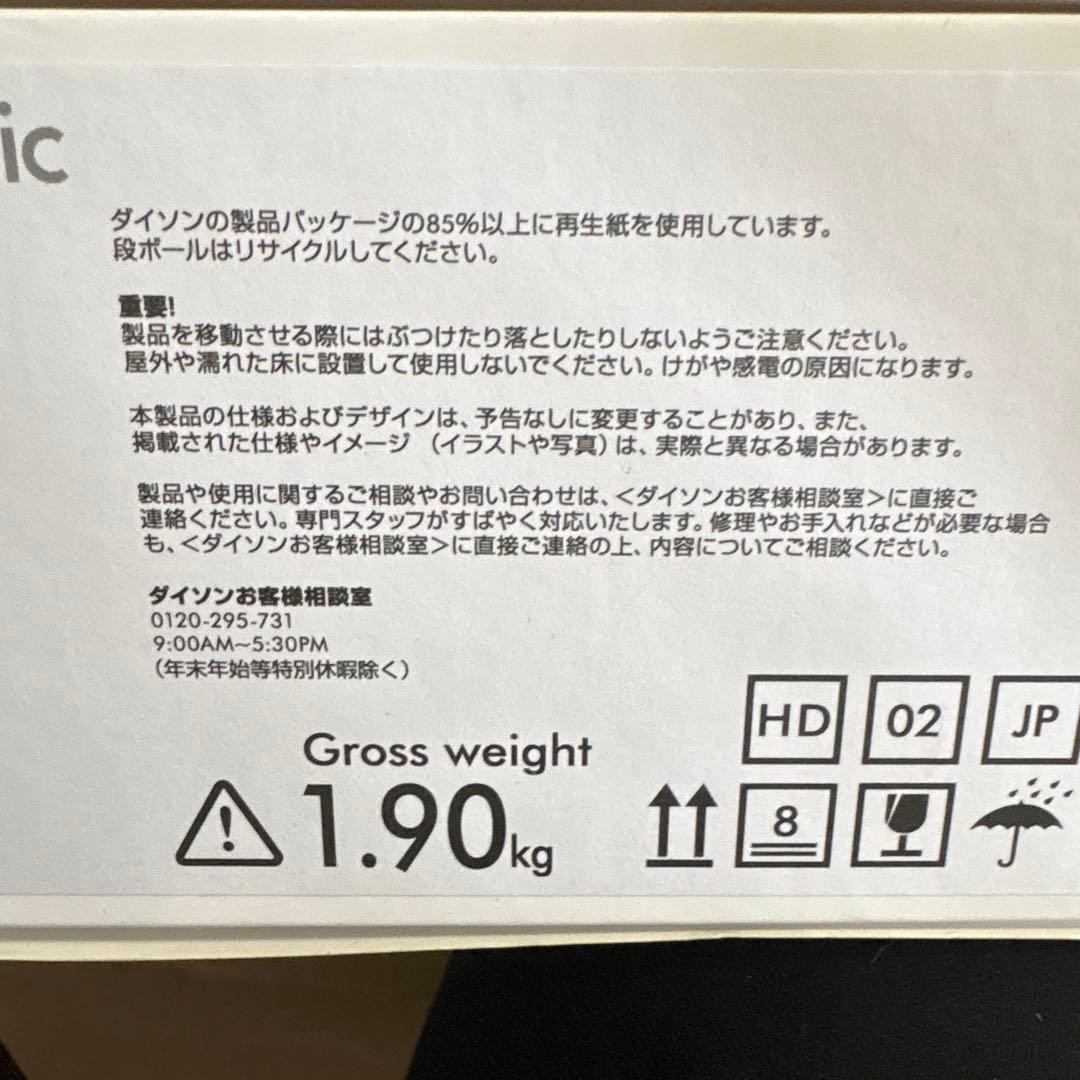 ic
ダイソンの製品パッケージの85%以上に再生紙を使用しています。
段ボールはリサイクルしてください。
重要!
製品を移動させる際にはぶつけたり落としたりしないようご注意ください。
屋外や濡れた床に設置して使用しないでください。けがや感電の原因になります。
本製品の仕様およびデザインは、予告なしに変更することがあり、また、
掲載された仕様やイメージ （イラストや写真）は、実際と異なる場合があります。
製品や使用に関するご相談やお問い合わせは、＜ダイソンお客様相談室＞に直接ご
連絡ください。専門スタッフがすばやく対応いたします。修理やお手入れなどが必要な場合
も、＜ダイソンお客様相談室＞に直接ご連絡の上、内容についてご相談ください。
ダイソンお客様相談室
0120-295-731
9:00AM～5:30PM
（年末年始等特別休暇除く）
HD 02 JP
Gross weight
1.90kg
8